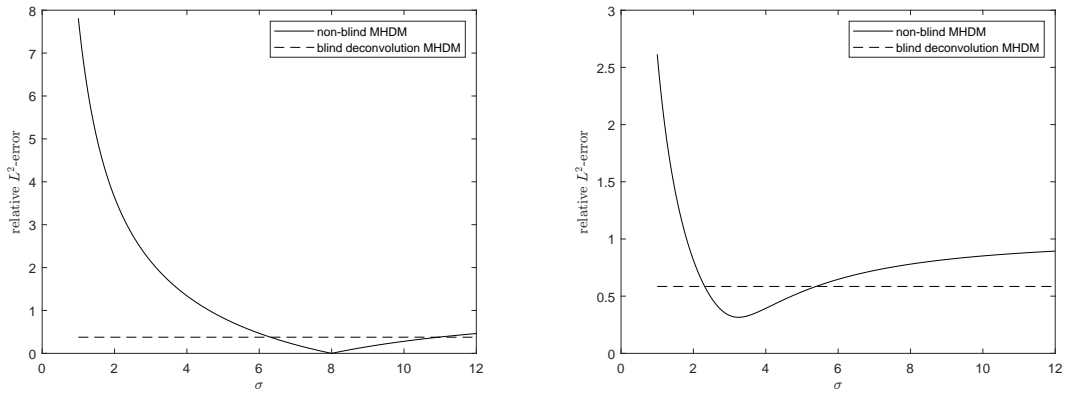 8
7
6
5
4
3
2
1
0
0 2 4 6 8 10 12
relative L²-error
σ
non-blind MHDM
blind deconvolution MHDM
3
2.5
2
1.5
1
0.5
0
0 2 4 6 8 10 12
relative L²-error
σ
non-blind MHDM
blind deconvolution MHDM